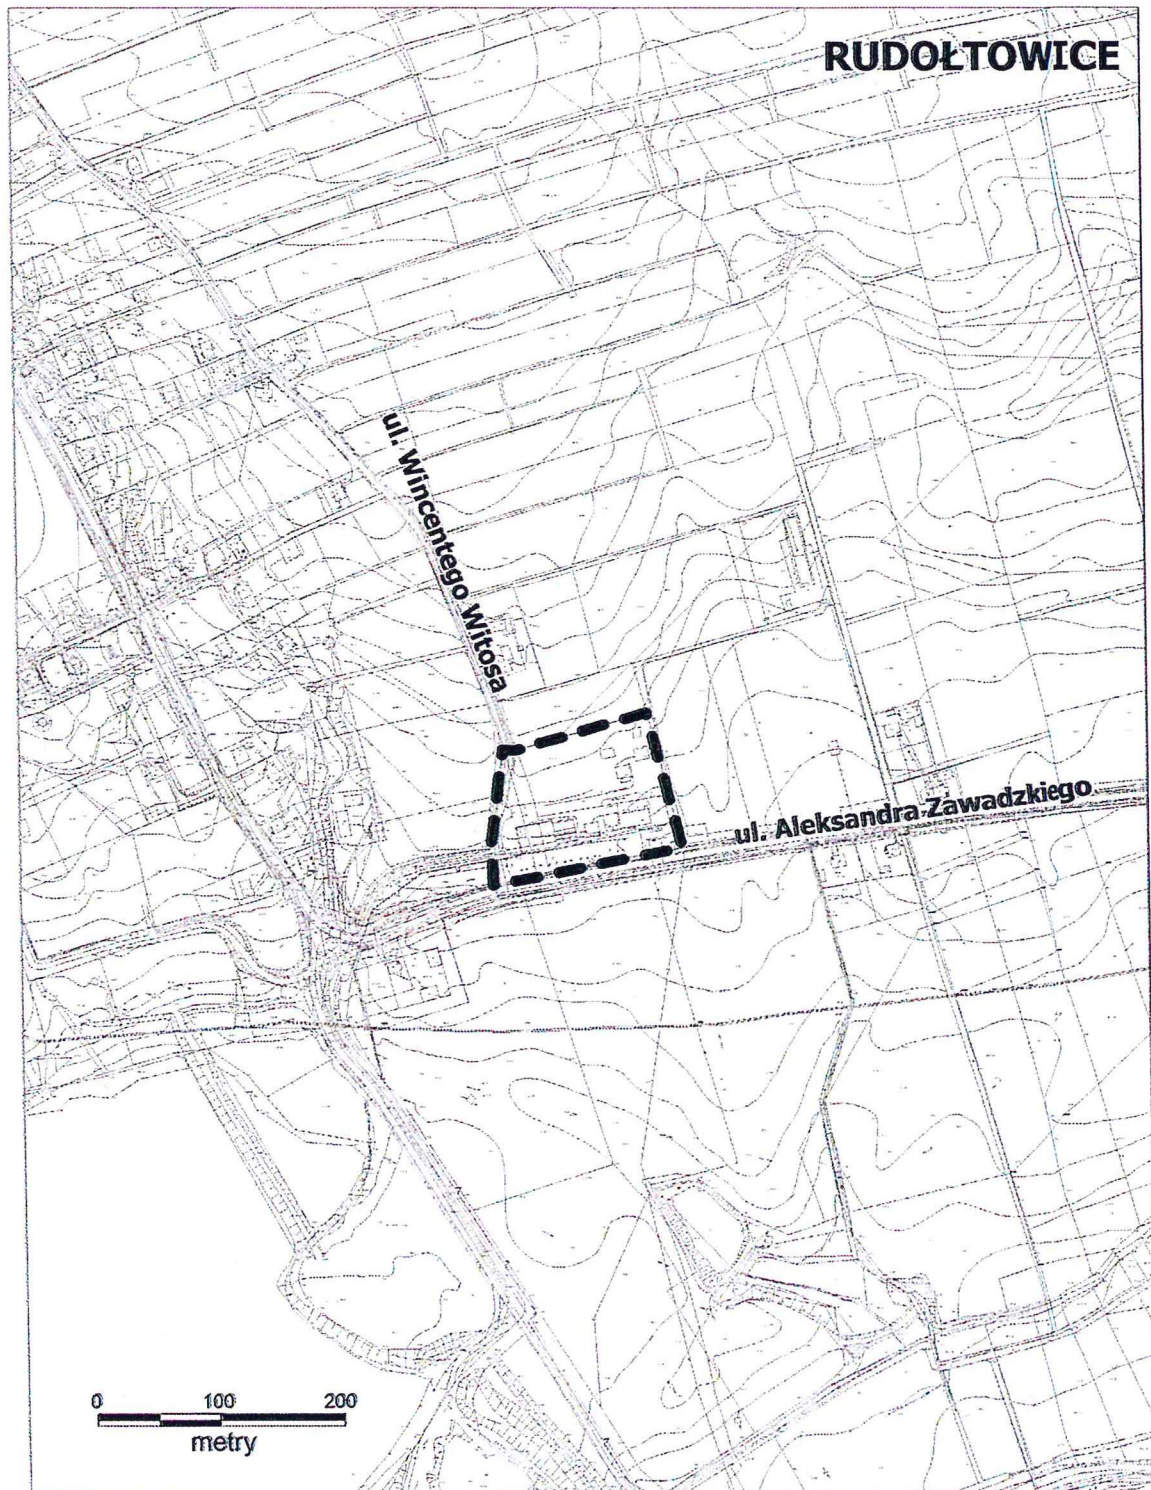 RUDOŁTOWICE
ul. Wincentego Witosa
ul. Aleksandra Zawadzkiego
0 100 200
metry